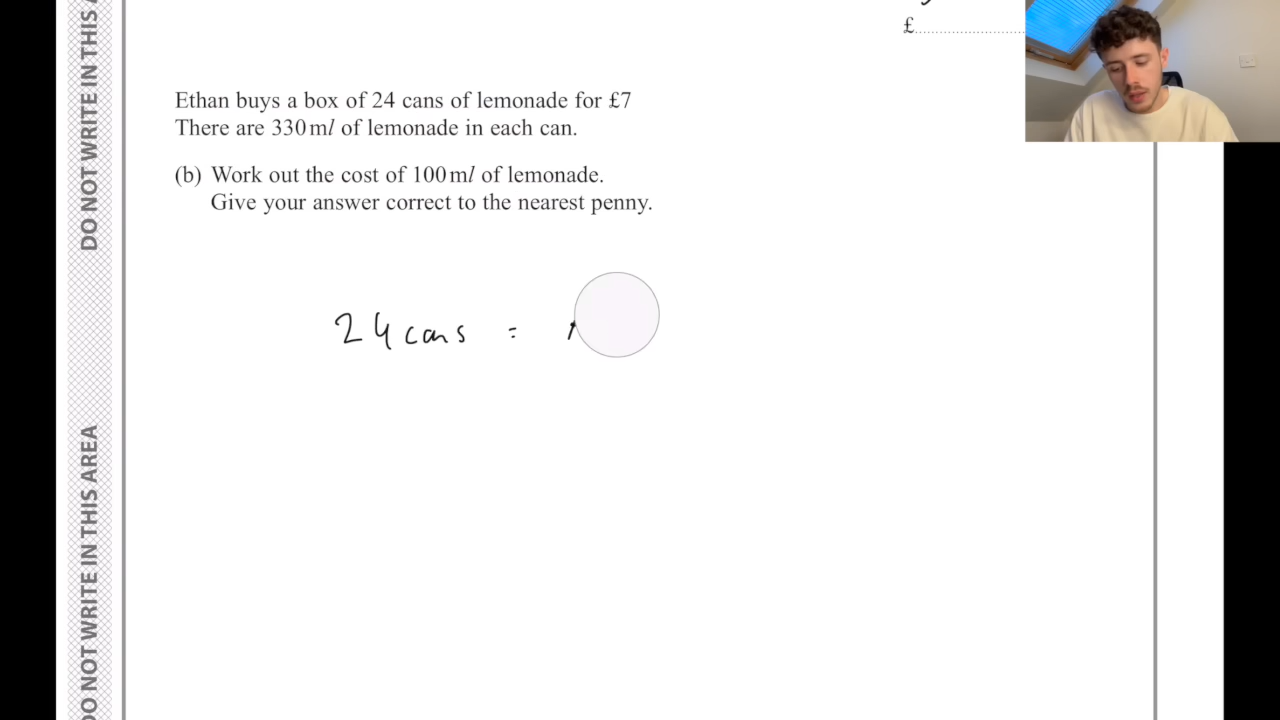 £
Ethan buys a box of 24 cans of lemonade for £7
There are 330 ml of lemonade in each can.
(b) Work out the cost of 100 ml of lemonade.
Give your answer correct to the nearest penny.
24 cans =
DO NOT WRITE IN THIS A
DO NOT WRITE IN THIS AREA